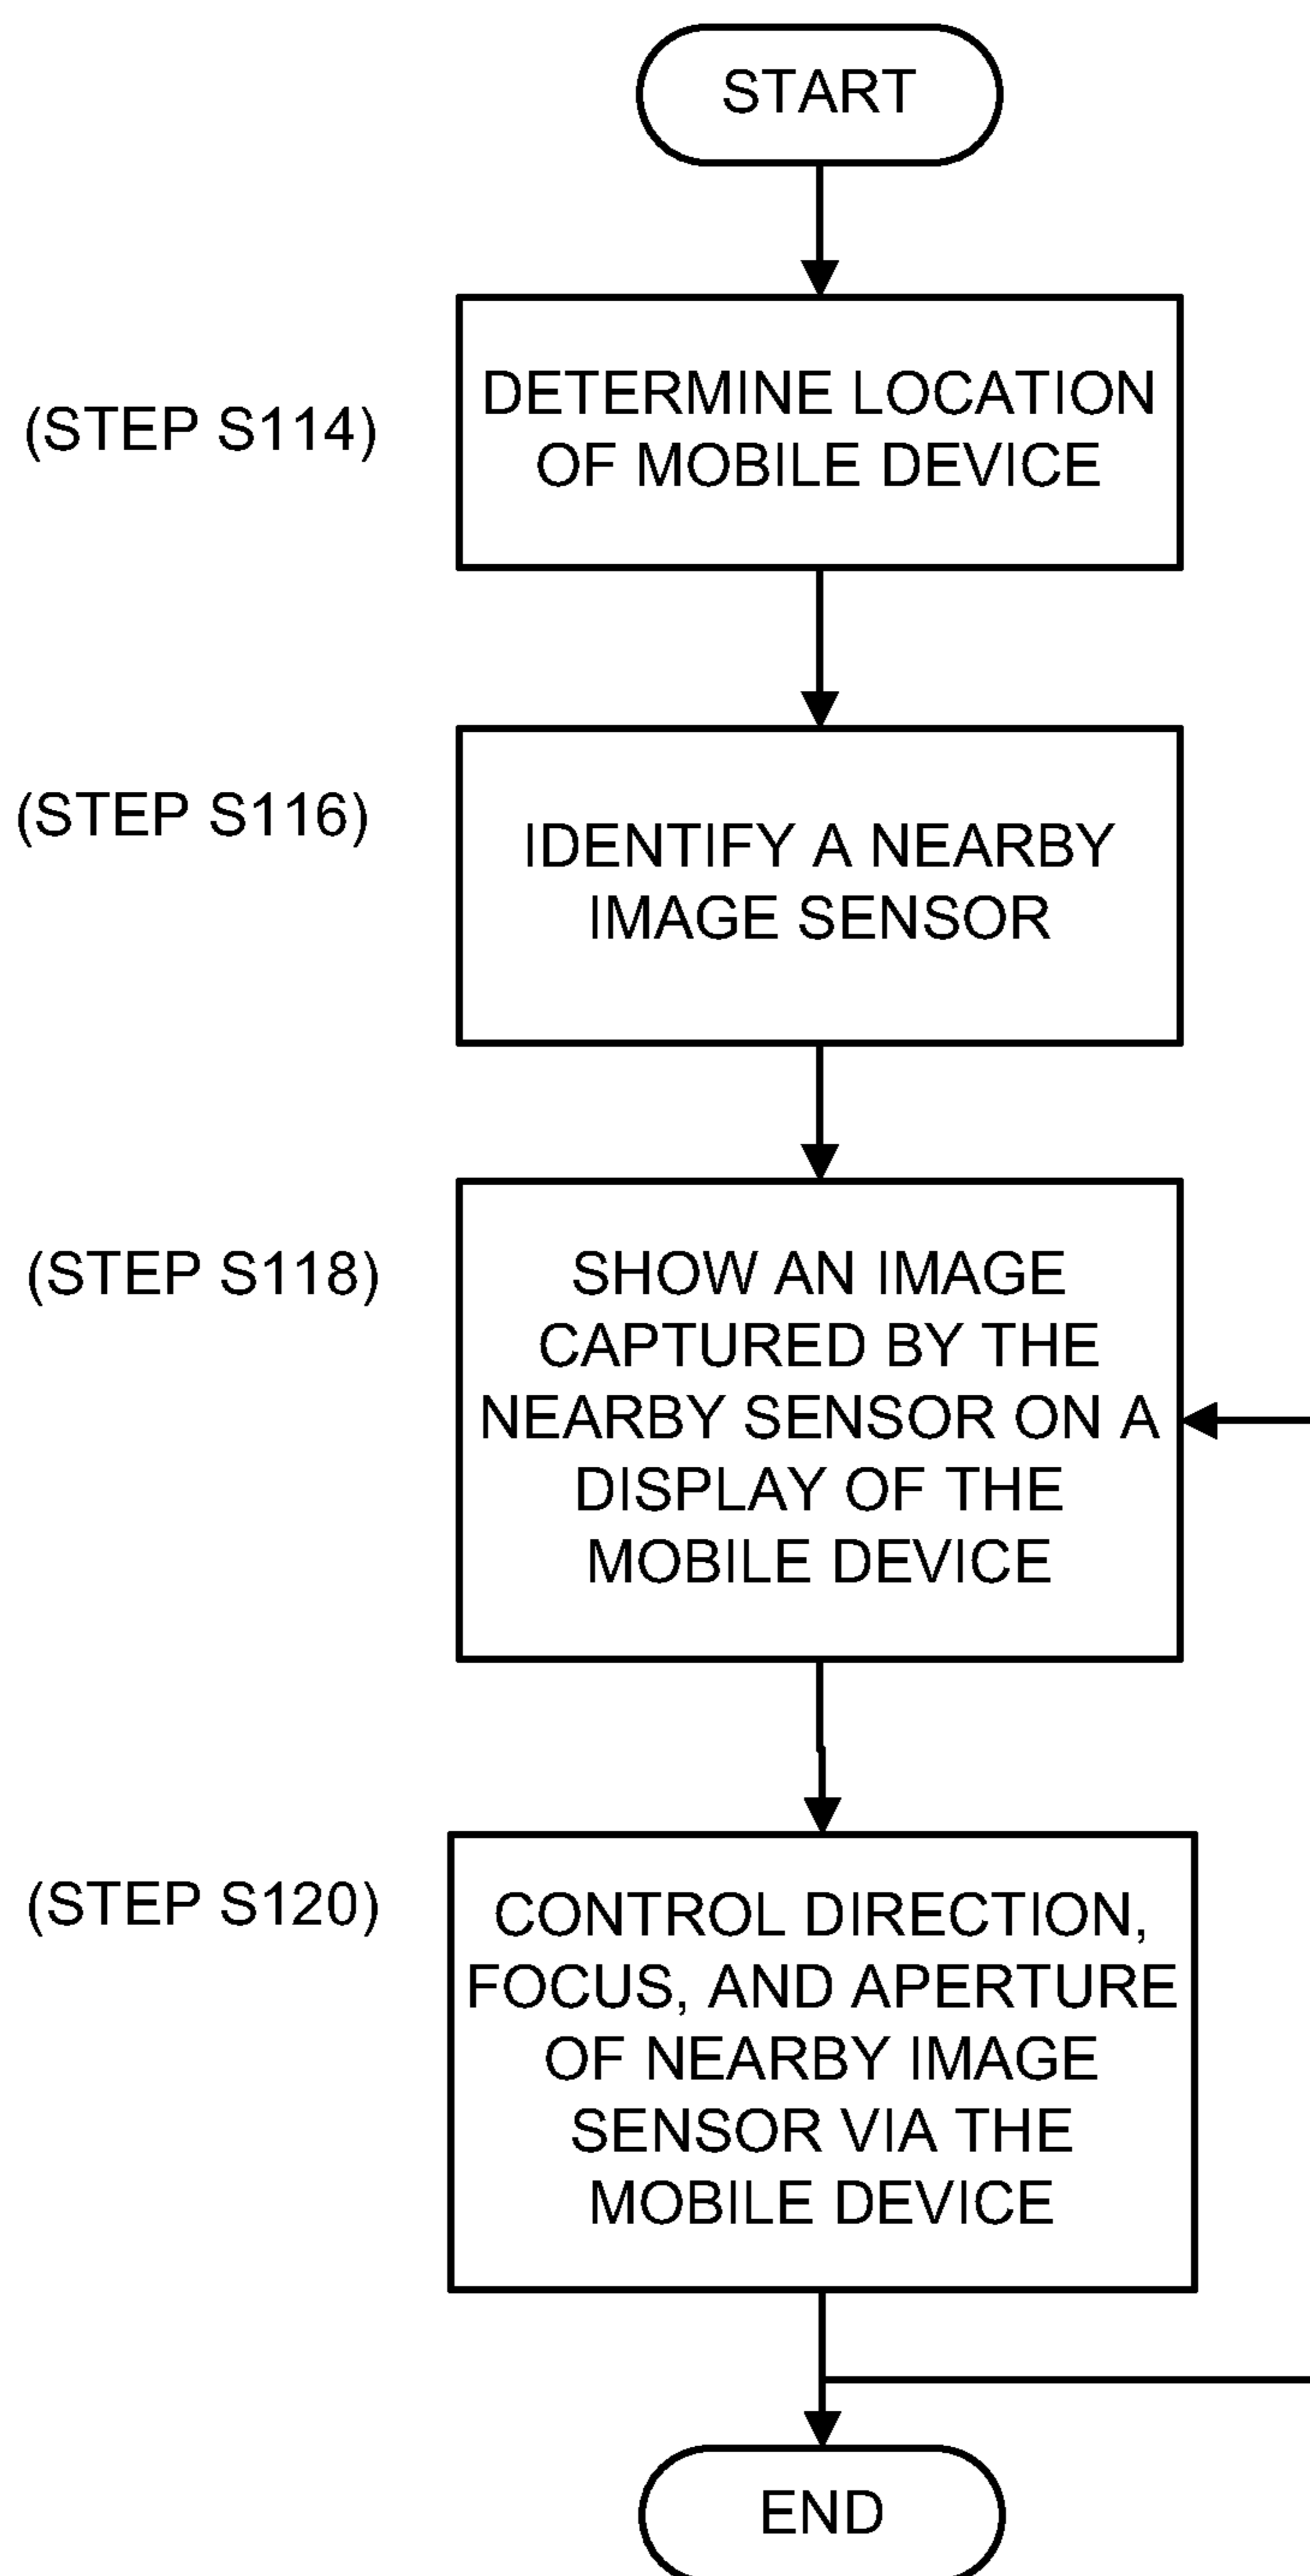 START
(STEP S114)
DETERMINE LOCATION
OF MOBILE DEVICE
(STEP S116)
IDENTIFY A NEARBY
IMAGE SENSOR
(STEP S118)
SHOW AN IMAGE
CAPTURED BY THE
NEARBY SENSOR ON A
DISPLAY OF THE
MOBILE DEVICE
(STEP S120)
CONTROL DIRECTION,
FOCUS, AND APERTURE
OF NEARBY IMAGE
SENSOR VIA THE
MOBILE DEVICE
END